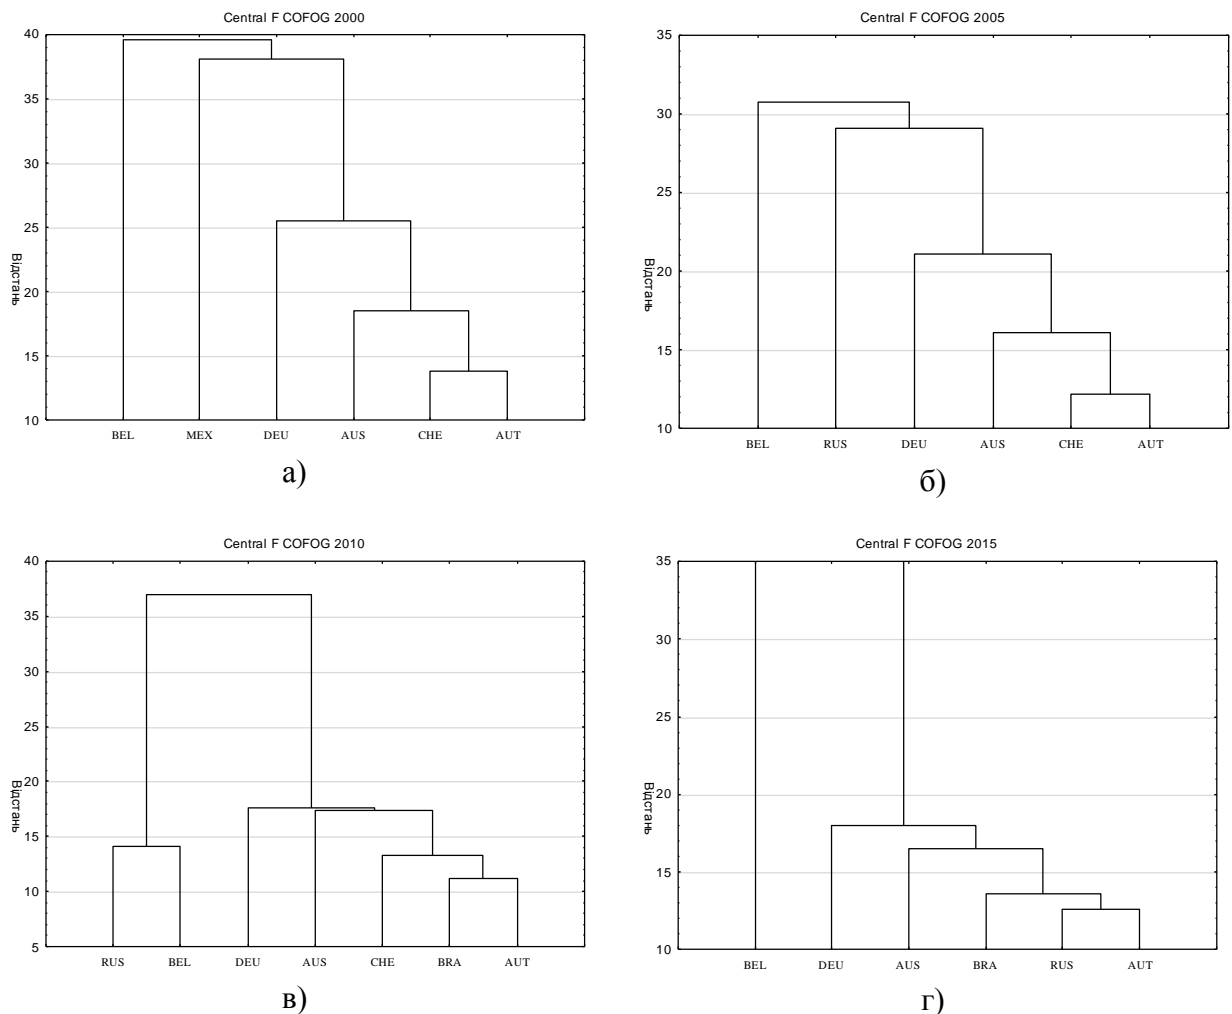 Central F COFOG 2000
40
35
30
25
20
15
10
Відстань
BEL MEX DEU AUS CHE AUT
а)
Central F COFOG 2005
35
30
25
20
15
10
Відстань
BEL RUS DEU AUS CHE AUT
б)
Central F COFOG 2010
40
35
30
25
20
15
10
5
Відстань
RUS BEL DEU AUS CHE BRA AUT
в)
Central F COFOG 2015
35
30
25
20
15
10
Відстань
BEL DEU AUS BRA RUS AUT
г)